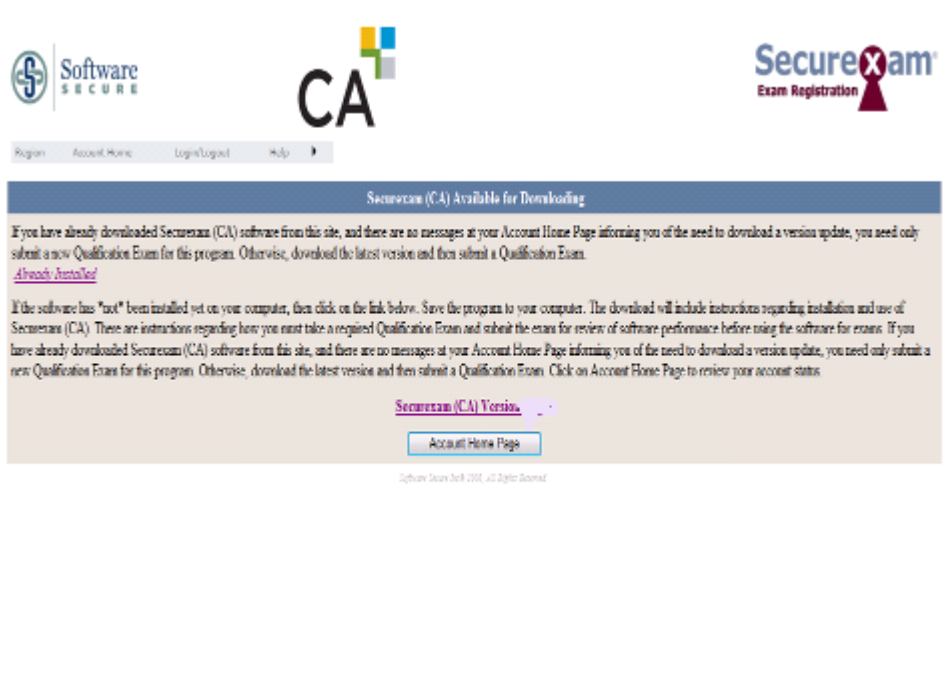 Software
SECURE
CA
Securexam
Exam Registration
Region Account Home Login/Logout Help
Securexam (CA) Available for Downloading
If you have already downloaded Securexam (CA) software from this site, and there are no messages at your Account Home Page informing you of the need to download a version update, you need only
submit a new Qualification Exam for this program. Otherwise, download the latest version and then submit a Qualification Exam.
Already Installed
If the software has *not* been installed yet on your computer, then click on the link below. Save the program to your computer. The download will include instructions regarding installation and use of
Securexam (CA). There are instructions regarding how you must take a required Qualification Exam and submit the exam for review of software performance before using the software for exams. If you
have already downloaded Securexam (CA) software from this site, and there are no messages at your Account Home Page informing you of the need to download a version update, you need only submit a
new Qualification Exam for this program. Otherwise, download the latest version and then submit a Qualification Exam. Click on Account Home Page to review your account status.
Securexam (CA) Version
Account Home Page
Software Secure All Rights Reserved